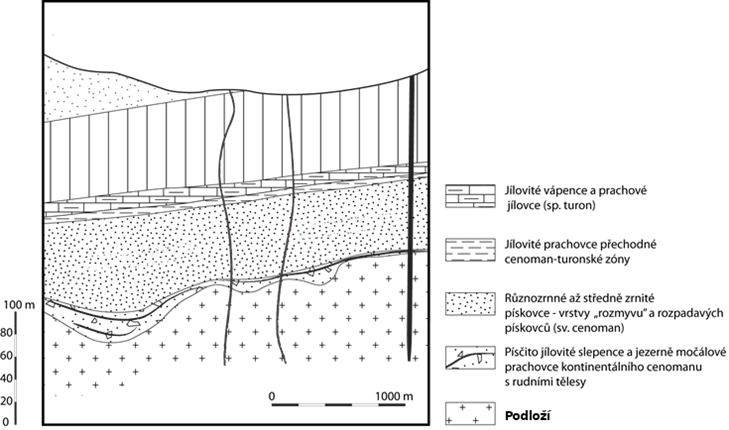 Jílovité vápence a prachové
jílovce (sp. turon)
Jílovité prachovce přechodné
cenoman-turonské zóny
Různozrnné až středně zrnité
pískovce - vrstvy „rozmyvu" a rozpadavých
pískovců (sv. cenoman)
Písčito jílovité slepence a jezerně močálové
prachovce kontinentálního cenomanu
s rudními tělesy
Podloží
100 m
80
60
40
20
0
0 1000 m